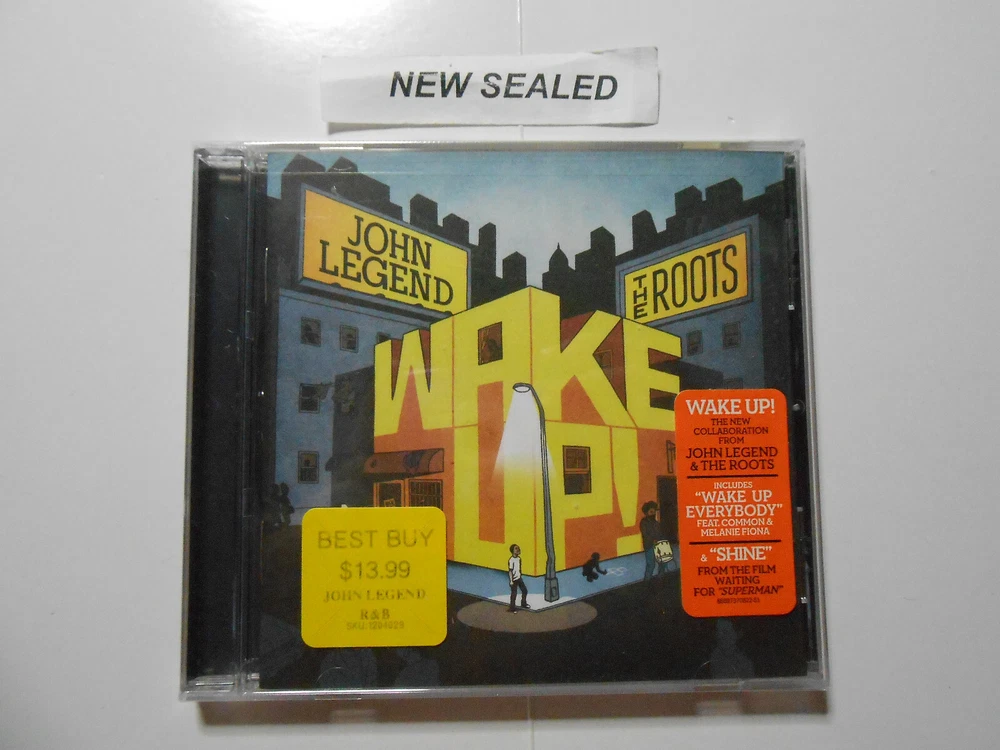 NEW SEALED
JOHN
LEGEND
THE ROOTS
WAKE
UP!
BEST BUY
$13.99
JOHN LEGEND
R&B
WAKE UP!
THE NEW
COLLABORATION
FROM
JOHN LEGEND
& THE ROOTS
INCLUDES
"WAKE UP
EVERYBODY"
FEAT. COMMON &
MELANIE FIONA
& "SHINE"
FROM THE FILM
WAITING
FOR "SUPERMAN"